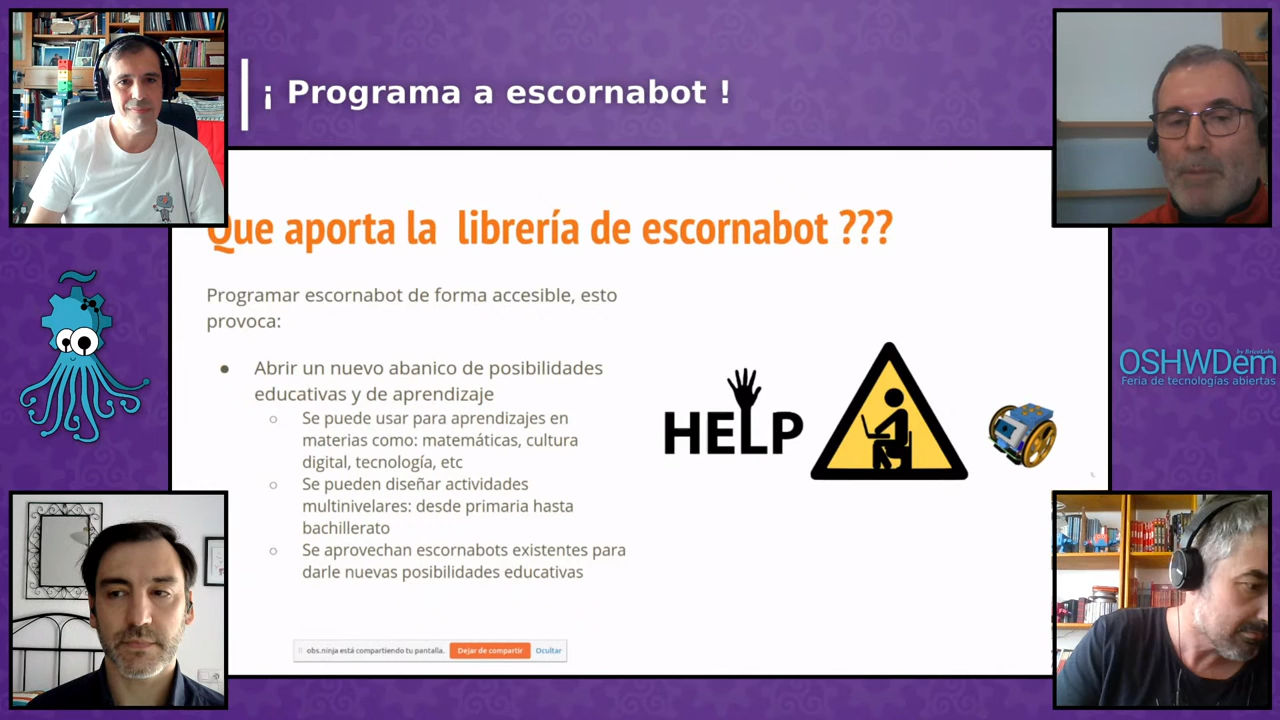 ¡ Programa a escornabot !
Que aporta la librería de escornabot ???
Programar escornabot de forma accesible, esto
provoca:
● Abrir un nuevo abanico de posibilidades
educativas y de aprendizaje
○ Se puede usar para aprendizajes en
materias como: matemáticas, cultura
digital, tecnología, etc
○ Se pueden diseñar actividades
multinivelares: desde primaria hasta
bachillerato
○ Se aprovechan escornabots existentes para
darle nuevas posibilidades educativas
HELP
by BricoLabs
OSHWDem
Feria de tecnologías abiertas
obs.ninja está compartiendo tu pantalla.
Dejar de compartir
Ocultar